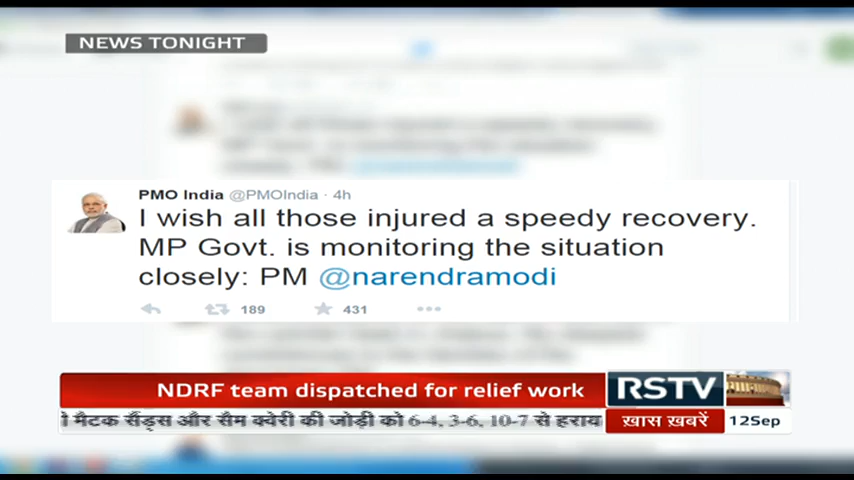 NEWS TONIGHT
PMO India @PMOIndia · 4h
I wish all those injured a speedy recovery.
MP Govt. is monitoring the situation
closely: PM @narendramodi
189 431
NDRF team dispatched for relief work
RSTV
मैटक सैंड्स और सैम क्वेरी की जोड़ी को 6-4, 3-6, 10-7 से हराय
ख़ास ख़बरें
12Sep